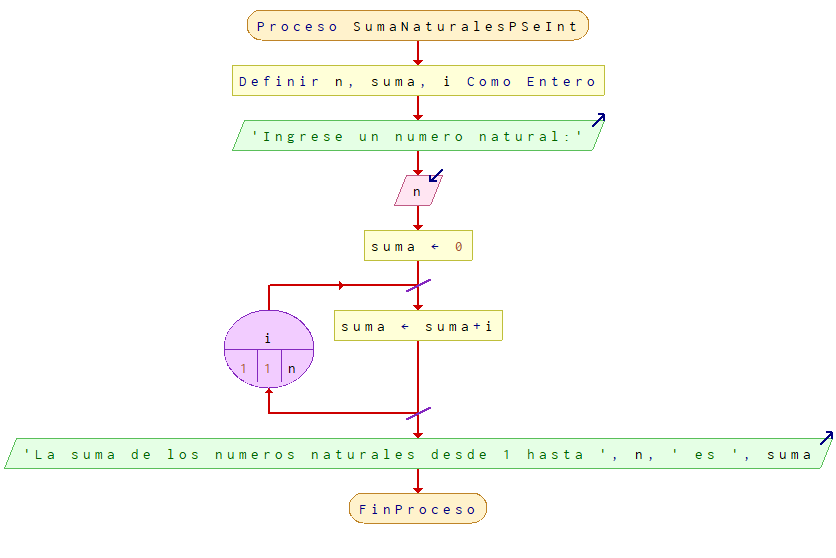 Proceso SumaNaturalesPSeInt
Definir n, suma, i Como Entero
'Ingrese un numero natural:'
n
suma ← 0
suma ← suma+i
i
1 1 n
'La suma de los numeros naturales desde 1 hasta ', n, ' es ', suma
FinProceso